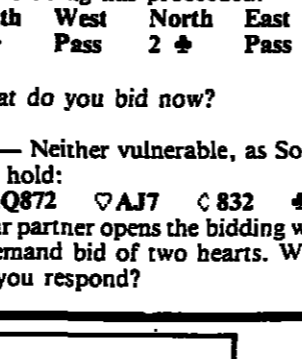 th West North East
Pass 2 ♣ Pass
at do you bid now?
— Neither vulnerable, as So
hold:
Q872 ♡AJ7 ¢ 832 ♣
r partner opens the bidding w
emand bid of two hearts. W
you respond?